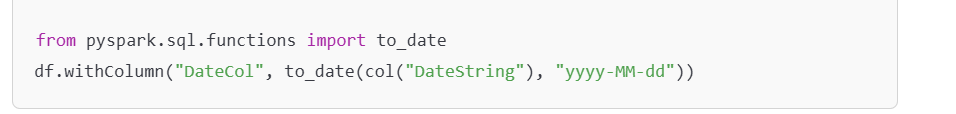 from pyspark.sql.functions import to_date
df.withColumn("DateCol", to_date(col("DateString"), "yyyy-MM-dd"))